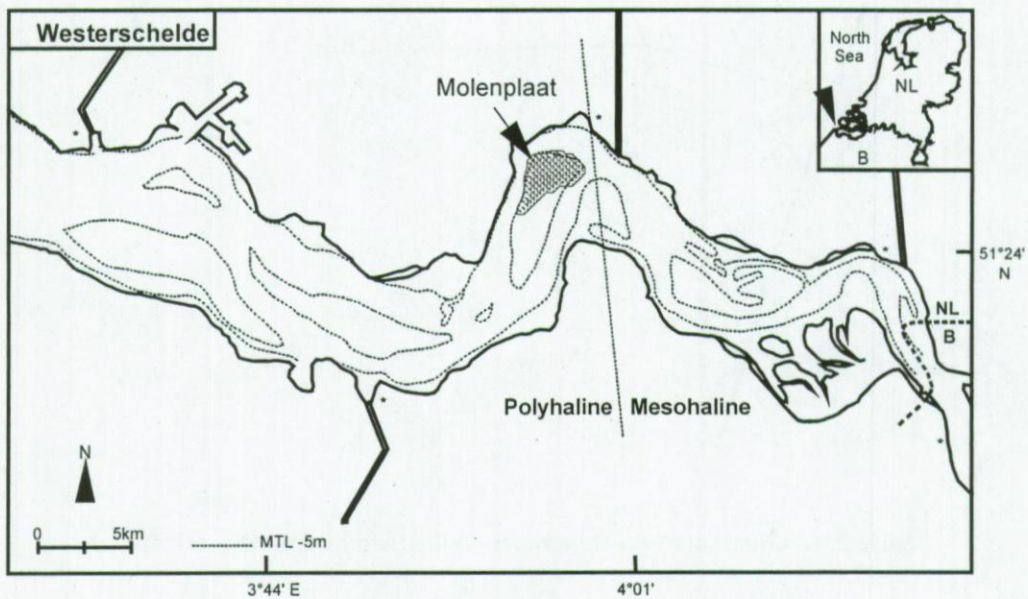 Westerschelde
North
Sea
NL
B
Molenplaat
51°24'
N
NL
B
Polyhaline Mesohaline
N
0 5km
MTL -5m
3°44' E
4°01'